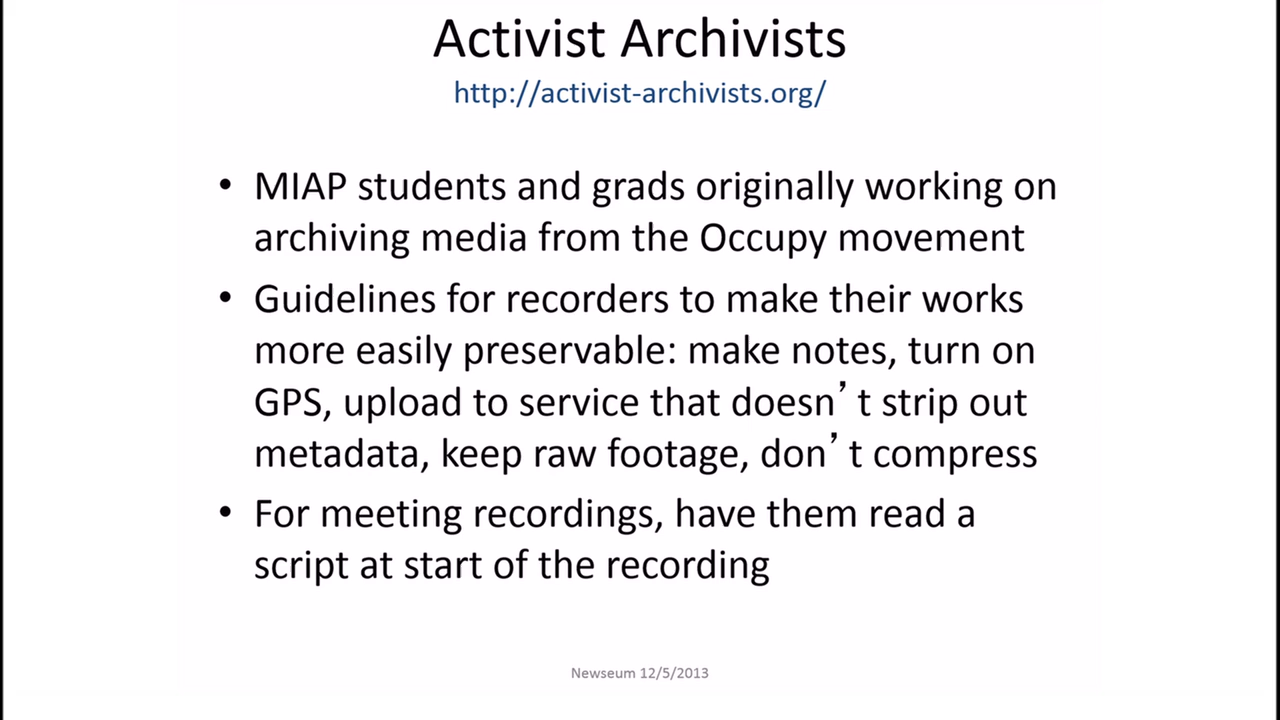 Activist Archivists
http://activist-archivists.org/
• MIAP students and grads originally working on
archiving media from the Occupy movement
• Guidelines for recorders to make their works
more easily preservable: make notes, turn on
GPS, upload to service that doesn’t strip out
metadata, keep raw footage, don’t compress
• For meeting recordings, have them read a
script at start of the recording
Newseum 12/5/2013